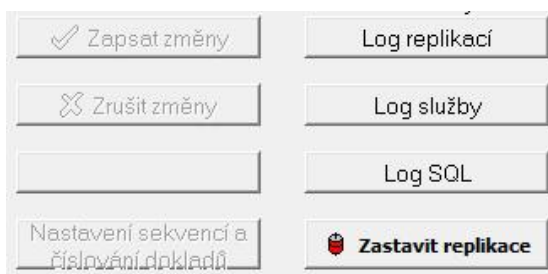 Zapsat změny
Log replikací
Zrušit změny
Log služby
Log SQL
Nastavení sekvencí a
číslování dokladů
Zastavit replikace